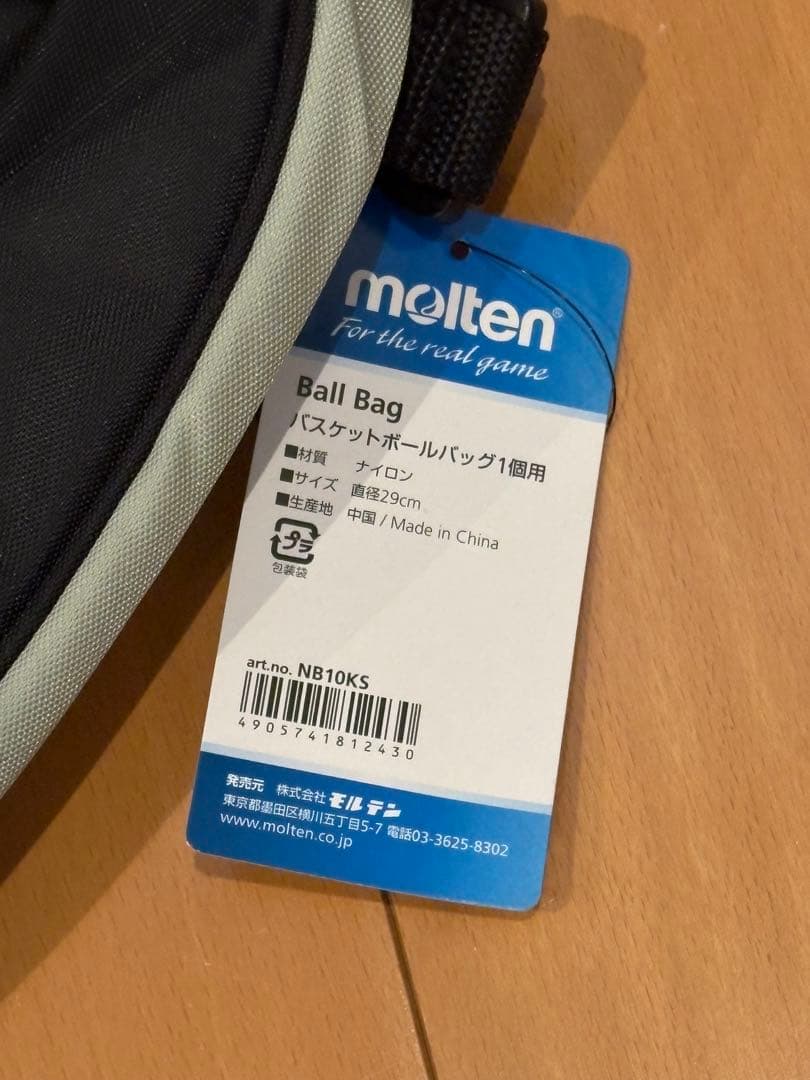 molten®
For the real game
Ball Bag
バスケットボールバッグ1個用
■材質 ナイロン
■サイズ 直径29cm
■生産地 中国 / Made in China
プラ
包装袋
art.no. NB10KS
4905741812430
発売元 株式会社 モルテン
東京都墨田区横川五丁目5-7 電話03-3625-8302
www.molten.co.jp